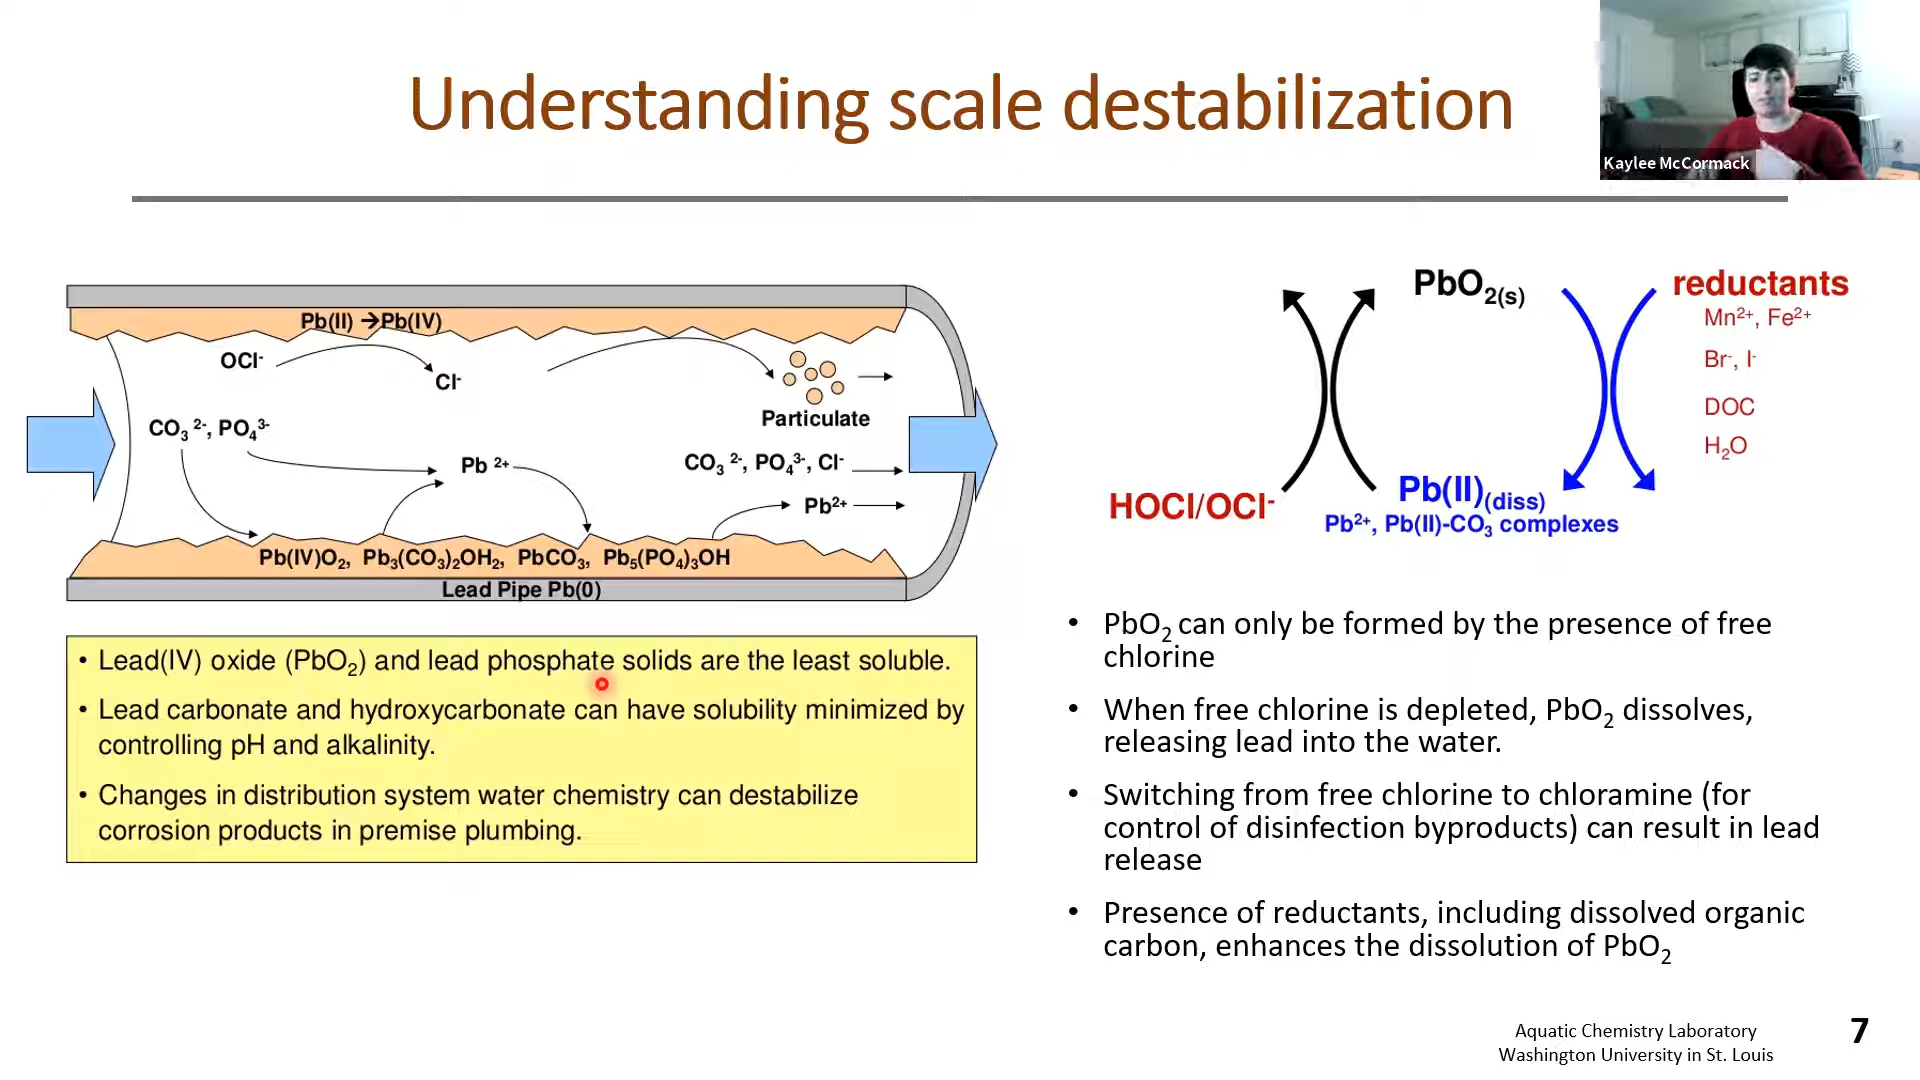 Understanding scale destabilization
Kaylee McCormack
Pb(II) →Pb(IV)
OCl⁻
Cl⁻
Particulate
CO₃ ²⁻, PO₄³⁻
Pb ²⁺
CO₃ ²⁻, PO₄³⁻, Cl⁻
Pb²⁺
Pb(IV)O₂, Pb₃(CO₃)₂OH₂, PbCO₃, Pb₅(PO₄)₃OH
Lead Pipe Pb(0)
• Lead(IV) oxide (PbO₂) and lead phosphate solids are the least soluble.
• Lead carbonate and hydroxycarbonate can have solubility minimized by
controlling pH and alkalinity.
• Changes in distribution system water chemistry can destabilize
corrosion products in premise plumbing.
PbO₂₍ₛ₎
reductants
Mn²⁺, Fe²⁺
Br⁻, I⁻
DOC
H₂O
HOCl/OCl⁻
Pb(II)(diss)
Pb²⁺, Pb(II)-CO₃ complexes
• PbO₂ can only be formed by the presence of free
chlorine
• When free chlorine is depleted, PbO₂ dissolves,
releasing lead into the water.
• Switching from free chlorine to chloramine (for
control of disinfection byproducts) can result in lead
release
• Presence of reductants, including dissolved organic
carbon, enhances the dissolution of PbO₂
Aquatic Chemistry Laboratory
Washington University in St. Louis
7